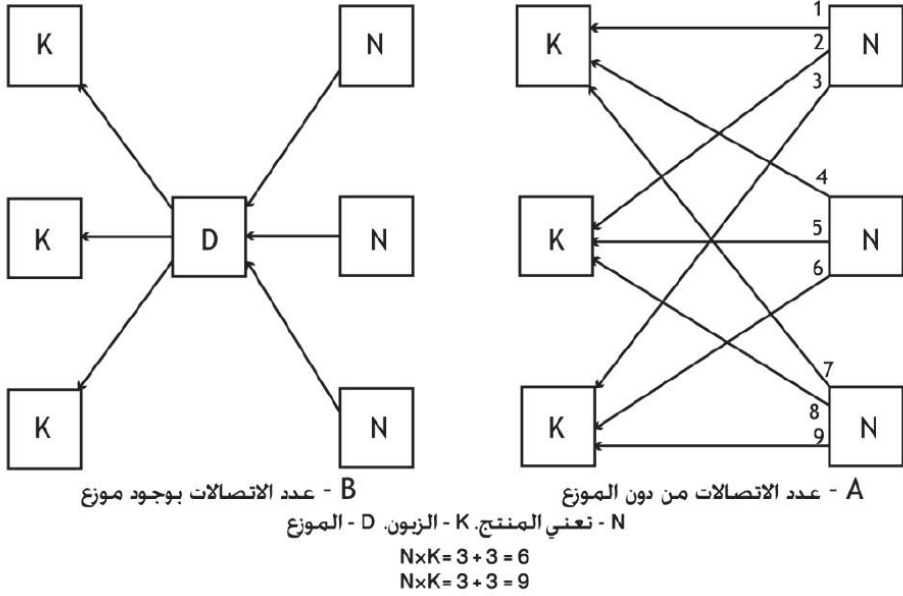 K
N
K
1
N
2
3
K
D
N
K
4
5
N
6
K
N
K
7
8
N
9
B - عدد الاتصالات بوجود موزع
A - عدد الاتصالات من دون الموزع
N - تعني المنتج. K - الزبون. D - الموزع
N×K= 3 + 3 = 6
N×K= 3 + 3 = 9